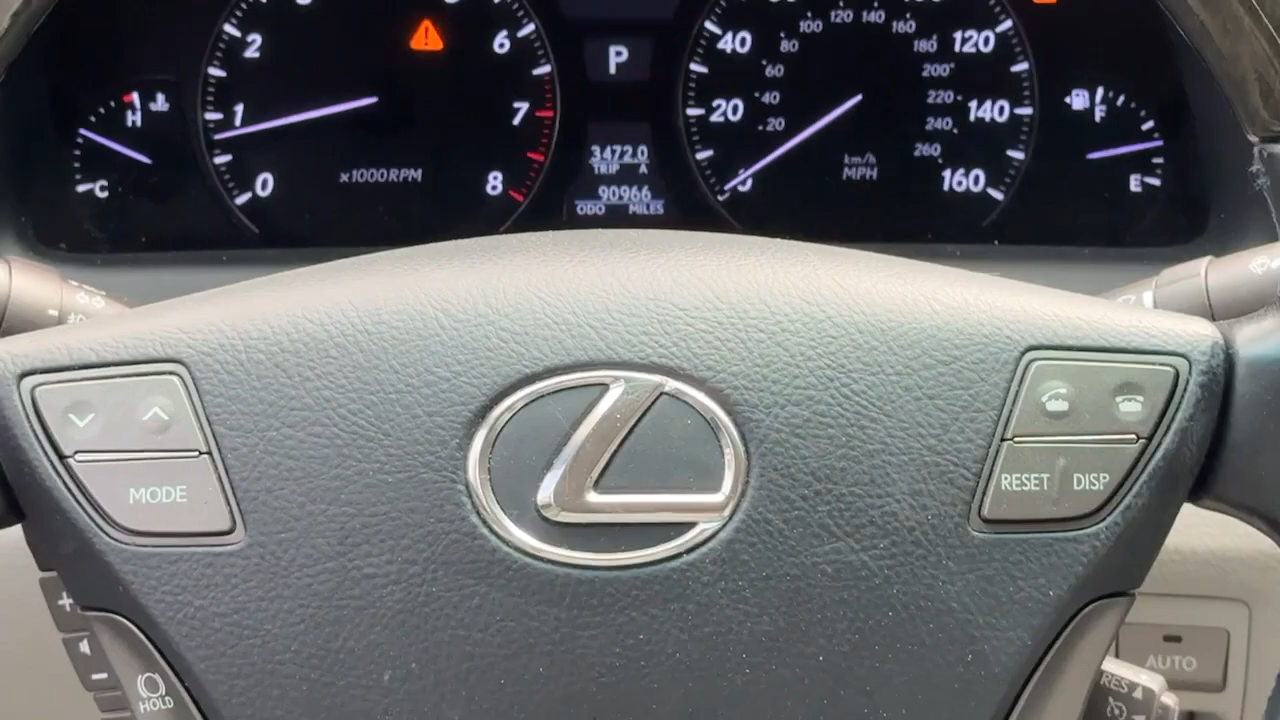 2
1
0
x1000RPM
6
7
8
H
C
P
3472.0
TRIP A
90966
ODO MILES
40
20
0
20
40
60
80
100
120
140
160
180
200
220
240
260
km/h
MPH
120
140
160
F
E
MODE
RESET DISP
+
-
HOLD
AUTO
RES